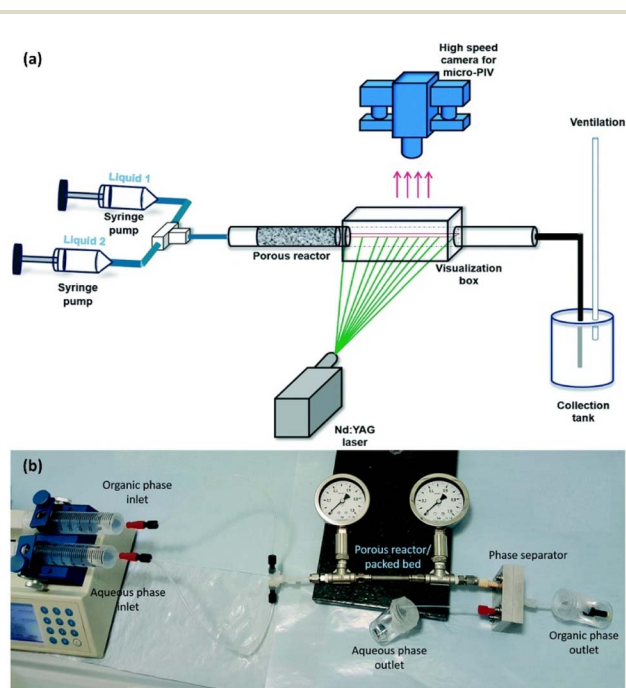 (a)
High speed
camera for
micro-PIV
Ventilation
Liquid 1
Syringe
pump
Liquid 2
Syringe
pump
Porous reactor
Visualization
box
Nd:YAG
laser
Collection
tank
(b)
Organic phase
inlet
Aqueous phase
inlet
Porous reactor/
packed bed
Phase separator
Aqueous phase
outlet
Organic phase
outlet